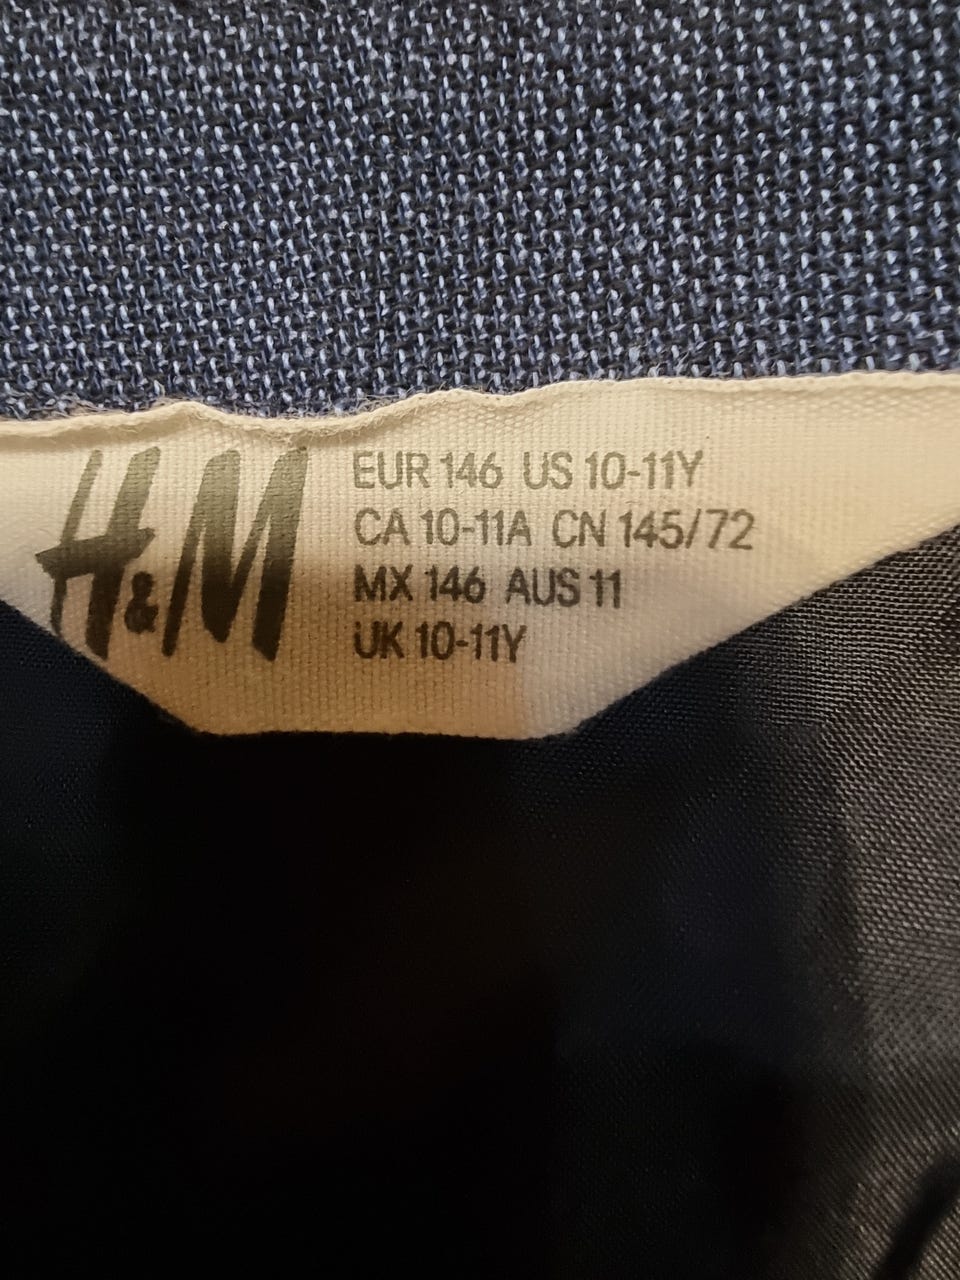 H&M
EUR 146 US 10-11Y
CA 10-11A CN 145/72
MX 146 AUS 11
UK 10-11Y